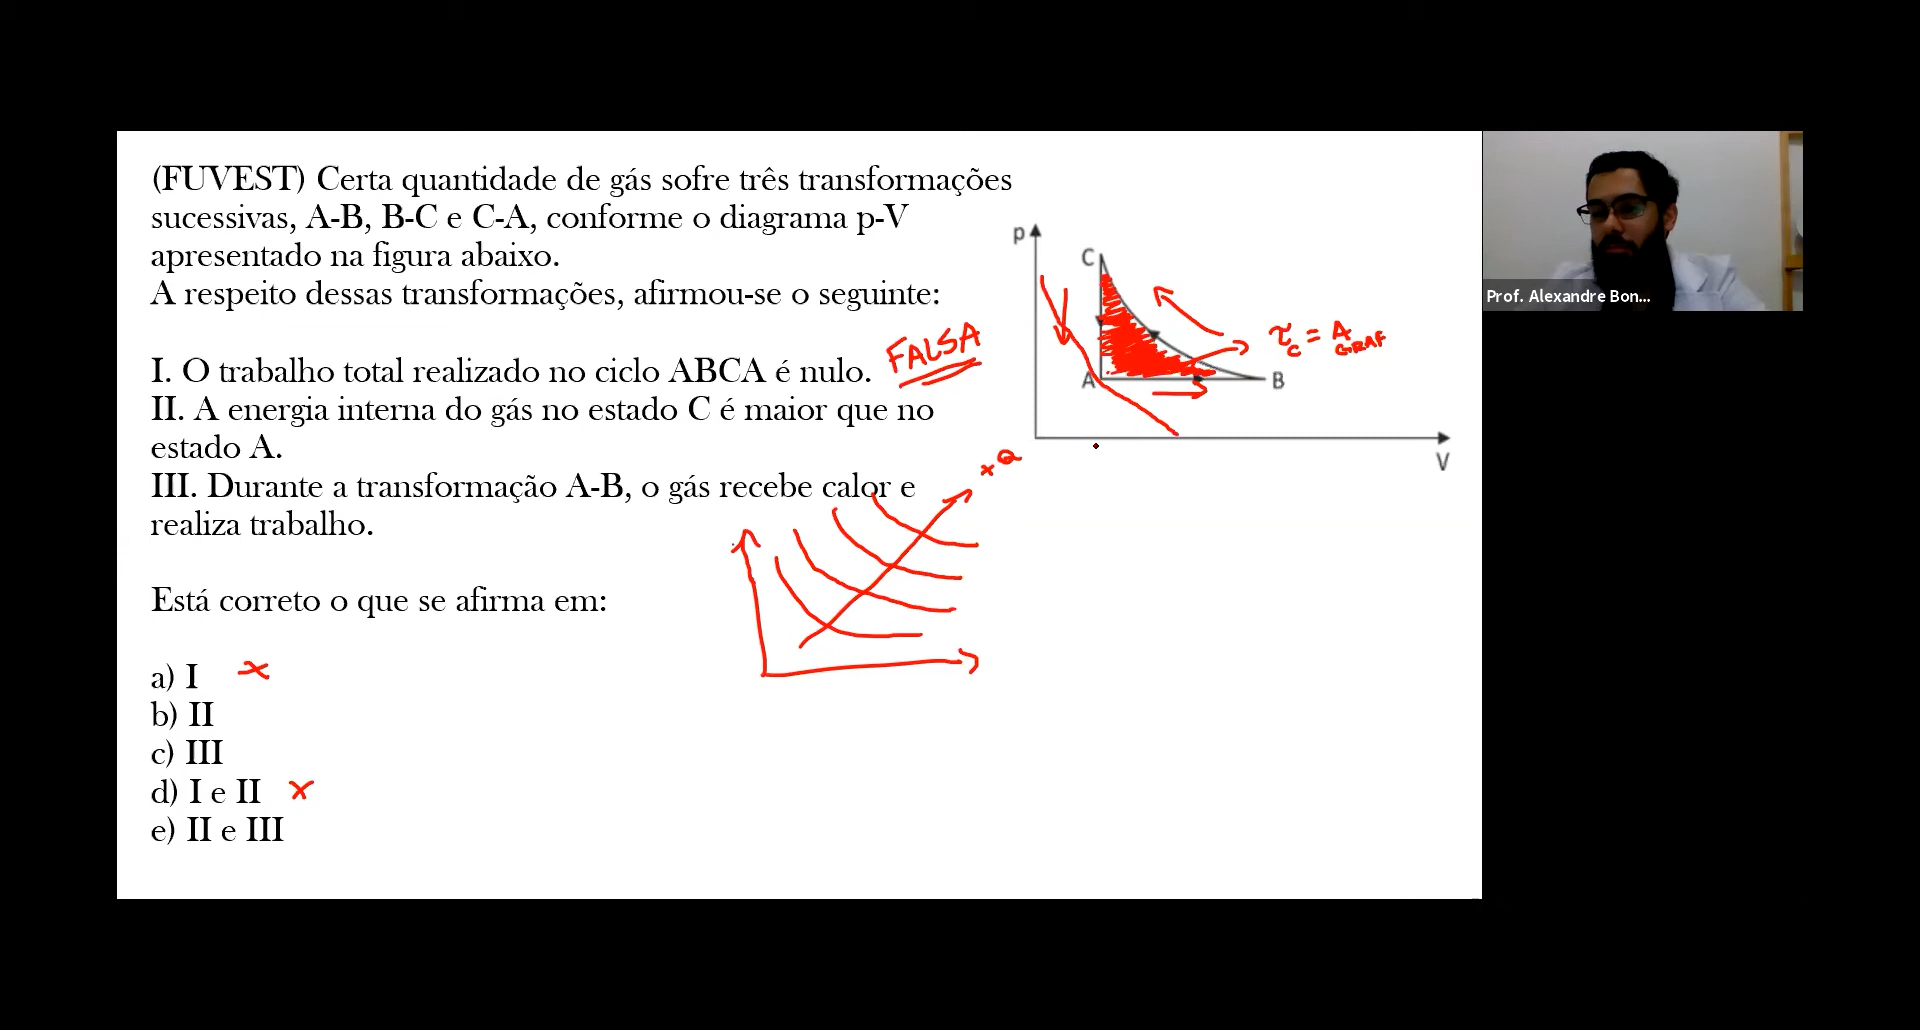 (FUVEST) Certa quantidade de gás sofre três transformações
sucessivas, A-B, B-C e C-A, conforme o diagrama p-V
apresentado na figura abaixo.
A respeito dessas transformações, afirmou-se o seguinte:
I. O trabalho total realizado no ciclo ABCA é nulo.
FALSA
II. A energia interna do gás no estado C é maior que no
estado A.
III. Durante a transformação A-B, o gás recebe calor e
realiza trabalho.
Está correto o que se afirma em:
a) I x
b) II
c) III
d) I e II x
e) II e III
p
C
A
B
V
τc = A GRAF
Prof. Alexandre Bon...